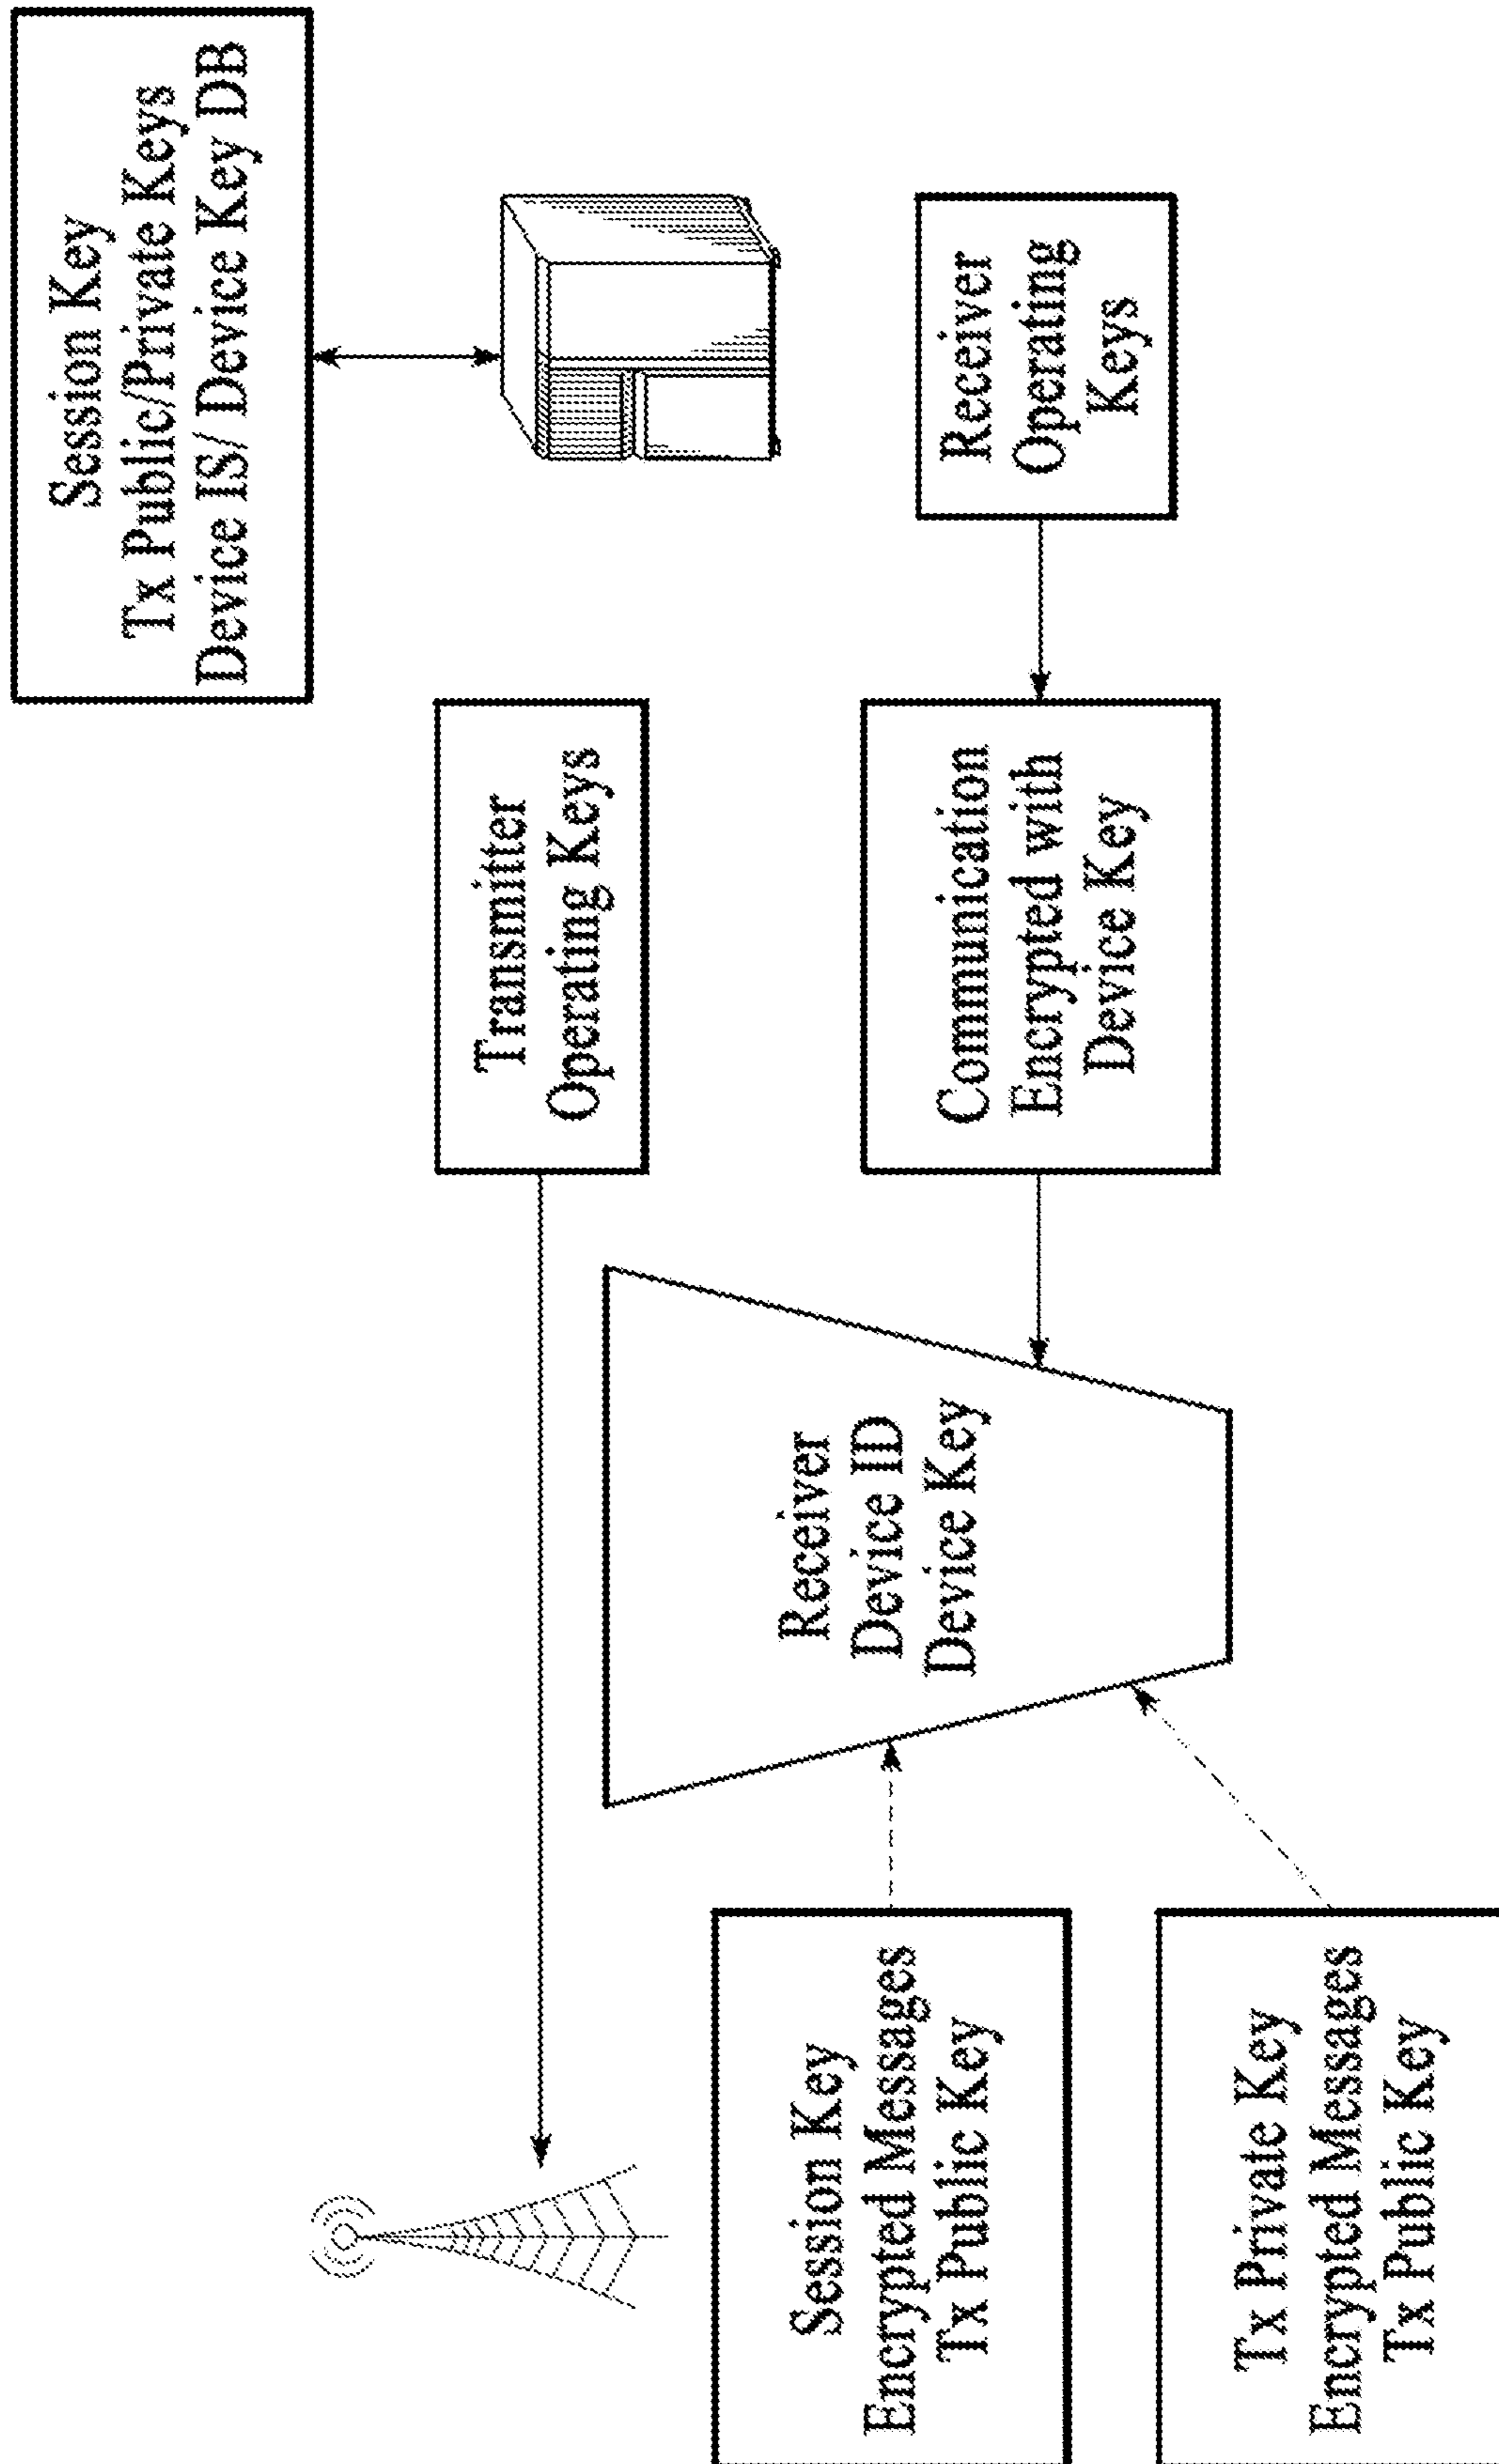 Session Key
Tx Public/Private Keys
Device IS/ Device Key DB
Transmitter
Operating Keys
Receiver
Operating
Keys
Communication
Encrypted with
Device Key
Receiver
Device ID
Device Key
Session Key
Encrypted Messages
Tx Public Key
Tx Private Key
Encrypted Messages
Tx Public Key